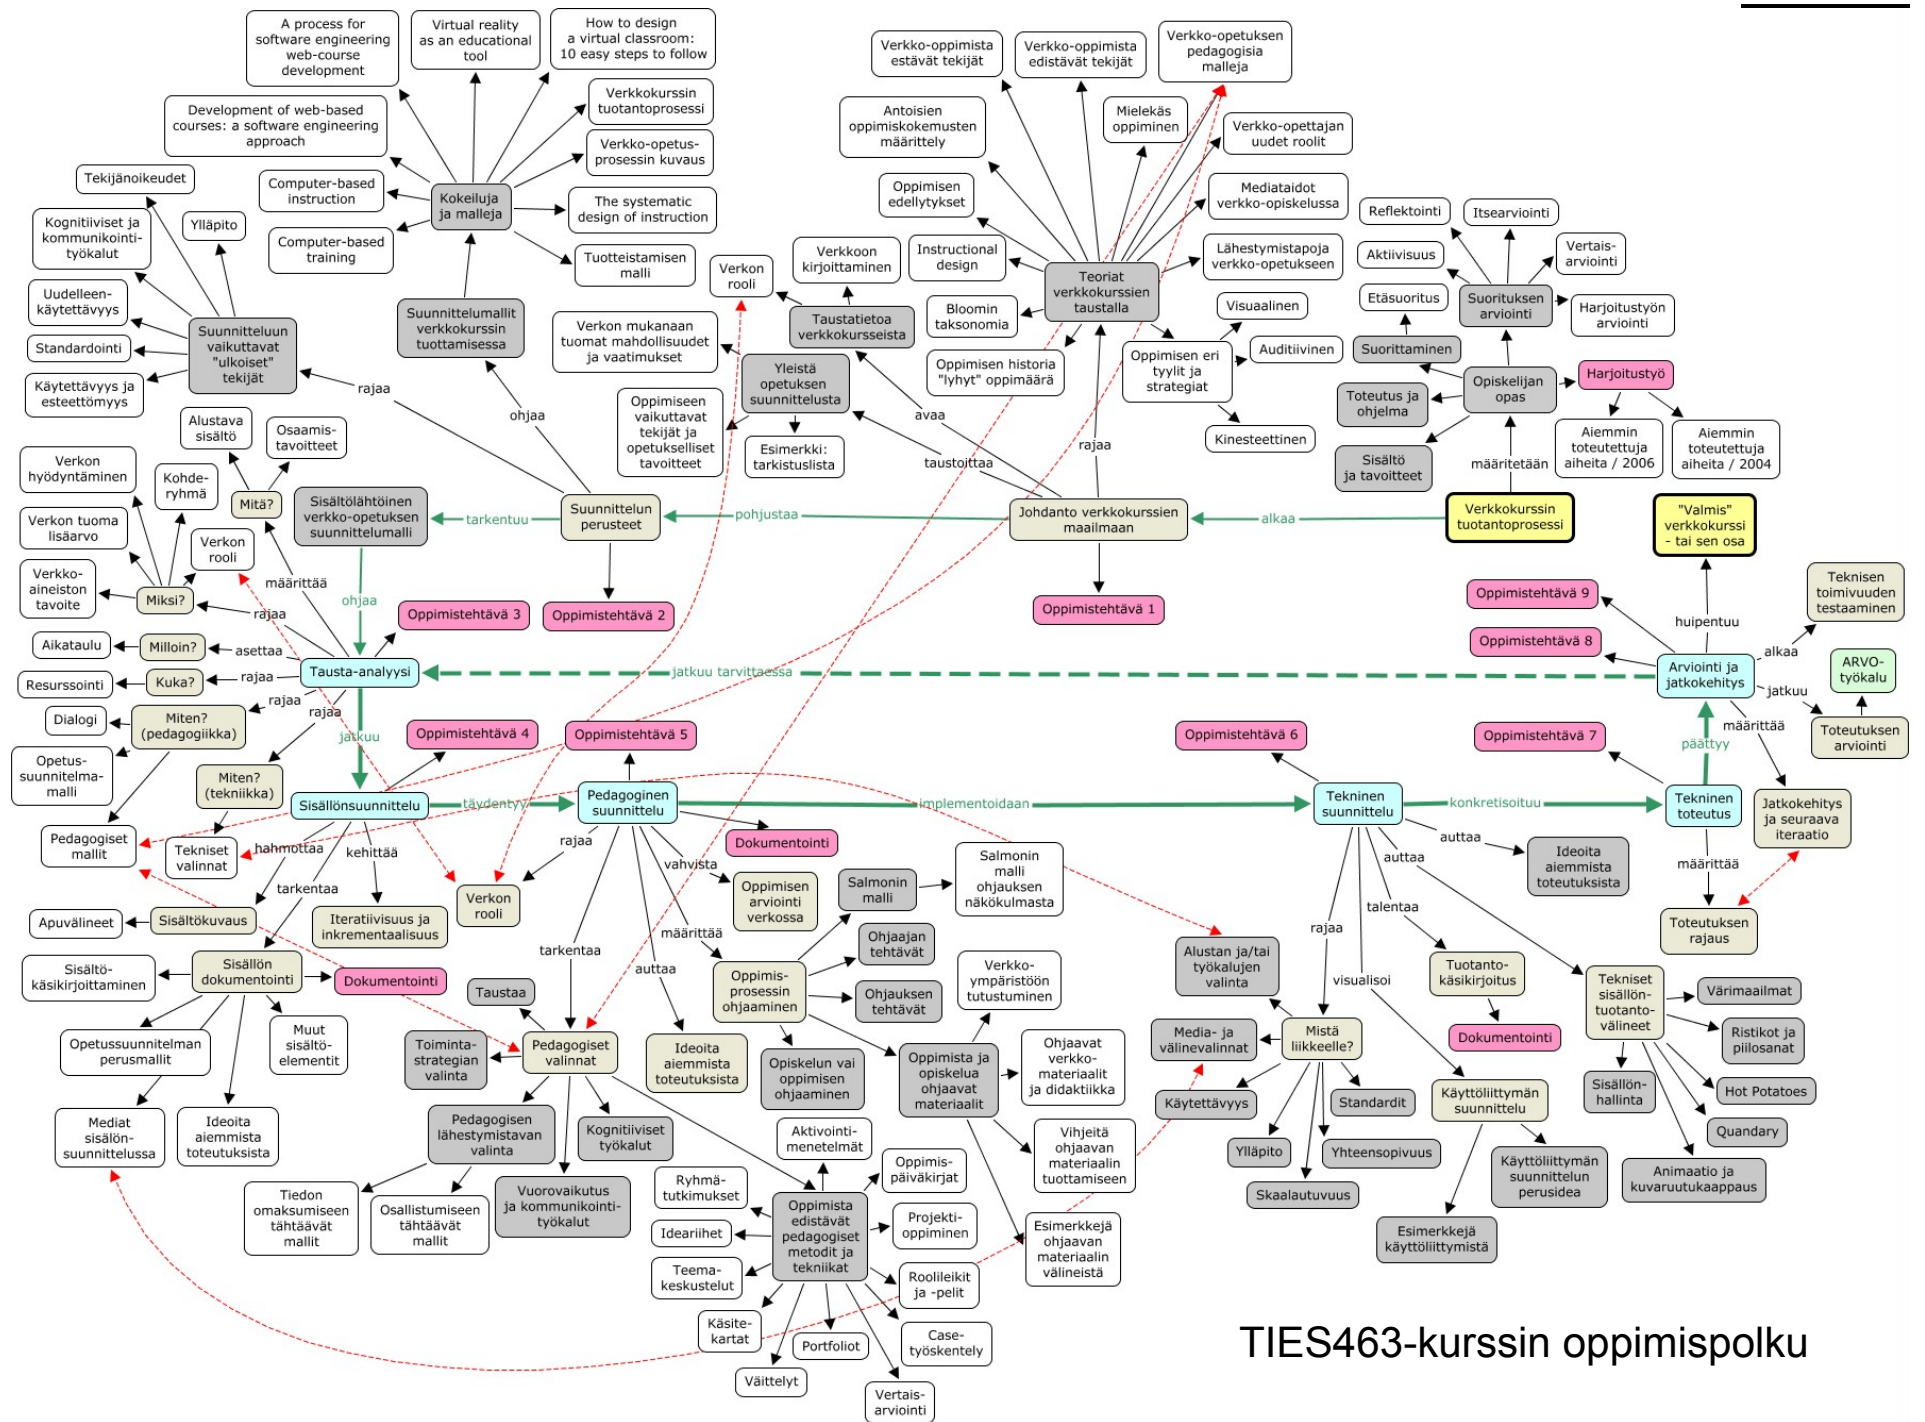 A process for
software engineering
web-course
development
Virtual reality
as an educational
tool
How to design
a virtual classroom:
10 easy steps to follow
Verkko-oppimista
estävät tekijät
Verkko-oppimista
edistävät tekijät
Verkko-opetuksen
pedagogisia
malleja
Development of web-based
courses: a software engineering
approach
Verkkokurssin
tuotantoprosessi
Antoisien
oppimiskokemusten
määrittely
Mielekäs
oppiminen
Verkko-opettajan
uudet roolit
Verkko-opetus-
prosessin kuvaus
Tekijänoikeudet
Computer-based
instruction
Kokeiluja
ja malleja
The systematic
design of instruction
Oppimisen
edellytykset
Mediataidot
verkko-opiskelussa
Reflektointi
Itsearviointi
Kognitiiviset ja
kommunikointi-
työkalut
Ylläpito
Computer-based
training
Tuotteistamisen
malli
Verkon
rooli
Verkkoon
kirjoittaminen
Instructional
design
Teoriat
verkkokurssien
taustalla
Lähestymistapoja
verkko-opetukseen
Aktiivisuus
Vertais-
arviointi
Uudelleen-
käytettävyys
Suunnitteluun
vaikuttavat
"ulkoiset"
tekijät
Suunnittelumallit
verkkokurssin
tuottamisessa
Verkon mukanaan
tuomat mahdollisuudet
ja vaatimukset
Taustatietoa
verkkokursseista
Bloomin
taksonomia
Visuaalinen
Etäsuoritus
Suorituksen
arviointi
Harjoitustyön
arviointi
Standardointi
Käytettävyys ja
esteettömyys
rajaa
ohjaa
Yleistä
opetuksen
suunnittelusta
Oppimisen historia
"lyhyt" oppimäärä
Oppimisen eri
tyylit ja
strategiat
Auditiivinen
Suorittaminen
Opiskelijan
opas
Harjoitustyö
Alustava
sisältö
Osaamis-
tavoitteet
Oppimiseen
vaikuttavat
tekijät ja
opetukselliset
tavoitteet
Esimerkki:
tarkistuslista
avaa
taustoittaa
rajaa
Kinesteettinen
Toteutus ja
ohjelma
Sisältö
ja tavoitteet
määritetään
Aiemmin
toteutettuja
aiheita / 2006
Aiemmin
toteutettuja
aiheita / 2004
Verkon
hyödyntäminen
Kohde-
ryhmä
Mitä?
Sisältölähtöinen
verkko-opetuksen
suunnittelumalli
tarkentuu
Suunnittelun
perusteet
pohjustaa
Johdanto verkkokurssien
maailmaan
alkaa
Verkkokurssin
tuotantoprosessi
"Valmis"
verkkokurssi
- tai sen osa
Verkon tuoma
lisäarvo
Verkon
rooli
Verkko-
aineiston
tavoite
Miksi?
määrittää
rajaa
ohjaa
Oppimistehtävä 3
Oppimistehtävä 2
Oppimistehtävä 1
Oppimistehtävä 9
huipentuu
Teknisen
toimivuuden
testaaminen
Aikataulu
Milloin?
asettaa
Oppimistehtävä 8
alkaa
Resurssointi
Kuka?
rajaa
Tausta-analyysi
jatkuu tarvittaessa
Arviointi ja
jatkokehitys
ARVO-
työkalu
jatkuu
Dialogi
Miten?
(pedagogiikka)
rajaa
rajaa
jatkuu
Oppimistehtävä 4
Oppimistehtävä 5
Oppimistehtävä 6
Oppimistehtävä 7
päättyy
määrittää
Toteutuksen
arviointi
Opetus-
suunnitelma-
malli
Miten?
(tekniikka)
Sisällönsuunnittelu
täydentyy
Pedagoginen
suunnittelu
implementoidaan
Tekninen
suunnittelu
konkretisoituu
Tekninen
toteutus
Jatkokehitys
ja seuraava
iteraatio
Pedagogiset
mallit
Tekniset
valinnat
hahmottaa
kehittää
tarkentaa
rajaa
vahvista
Dokumentointi
Salmonin
malli
ohjauksen
näkökulmasta
auttaa
auttaa
Ideoita
aiemmista
toteutuksista
määrittää
Apuvälineet
Sisältökuvaus
Iteratiivisuus ja
inkrementaalisuus
Verkon
rooli
Oppimisen
arviointi
verkossa
Salmonin
malli
talentaa
rajaa
Toteutuksen
rajaus
tarkentaa
määrittää
auttaa
Ohjaajan
tehtävät
Sisältö-
käsikirjoittaminen
Sisällön
dokumentointi
Dokumentointi
Taustaa
Oppimis-
prosessin
ohjaaminen
Ohjauksen
tehtävät
Verkko-
ympäristöön
tutustuminen
Alustan ja/tai
työkalujen
valinta
visualisoi
Tuotanto-
käsikirjoitus
Tekniset
sisällön-
tuotanto-
välineet
Värimaailmat
Opetussuunnitelman
perusmallit
Muut
sisältö-
elementit
Toiminta-
strategian
valinta
Pedagogiset
valinnat
Ideoita
aiemmista
toteutuksista
Opiskelun vai
oppimisen
ohjaaminen
Oppimista ja
opiskelua
ohjaavat
materiaalit
Ohjaavat
verkko-
materiaalit
ja didaktiikka
Media- ja
välinevalinnat
Mistä
liikkeelle?
Dokumentointi
Ristikot ja
piilosanat
Mediat
sisälön-
suunnittelussa
Ideoita
aiemmista
toteutuksista
Pedagogisen
lähestymistavan
valinta
Kognitiiviset
työkalut
Aktivointi-
menetelmät
Vihjeitä
ohjaavan
materiaalin
tuottamiseen
Käytettävyys
Standardit
Käyttöliittymän
suunnittelu
Sisällön-
hallinta
Hot Potatoes
Quandary
Ylläpito
Yhteensopivuus
Skaalautuvuus
Käyttöliittymän
suunnittelun
perusidea
Animaatio ja
kuvaruutukaappaus
Tiedon
omaksumiseen
tähtäävät
mallit
Osallistumiseen
tähtäävät
mallit
Vuorovaikutus
ja kommunikointi-
työkalut
Ryhmä-
tutkimukset
Oppimista
edistävät
pedagogiset
metodit ja
tekniikat
Oppimis-
päiväkirjat
Projekti-
oppiminen
Esimerkkejä
ohjaavan
materiaalin
välineistä
Esimerkkejä
käyttöliittymistä
Ideariihet
Teema-
keskustelut
Roolileikit
ja -pelit
Käsite-
kartat
Portfoliot
Case-
työskentely
Väittelyt
Vertais-
arviointi
TIES463-kurssin oppimispolku